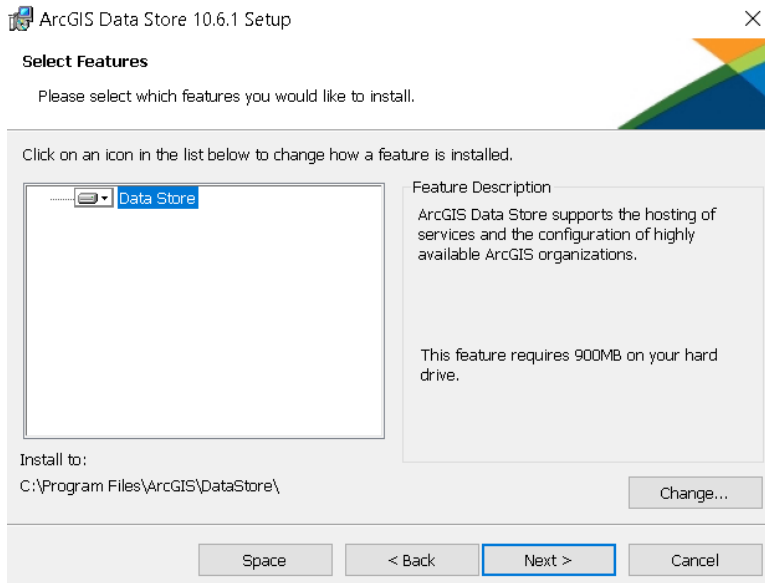 ArcGIS Data Store 10.6.1 Setup
Select Features
Please select which features you would like to install.
Click on an icon in the list below to change how a feature is installed.
Data Store
Feature Description
ArcGIS Data Store supports the hosting of
services and the configuration of highly
available ArcGIS organizations.
This feature requires 900MB on your hard
drive.
Install to:
C:\Program Files\ArcGIS\DataStore\
Change...
Space
< Back
Next >
Cancel